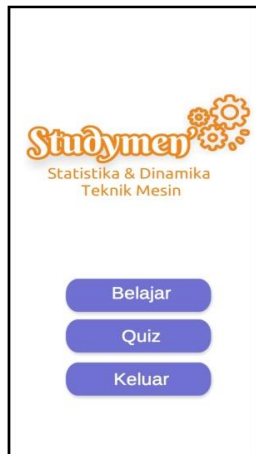 Studymen'
Statistika & Dinamika
Teknik Mesin
Belajar
Quiz
Keluar